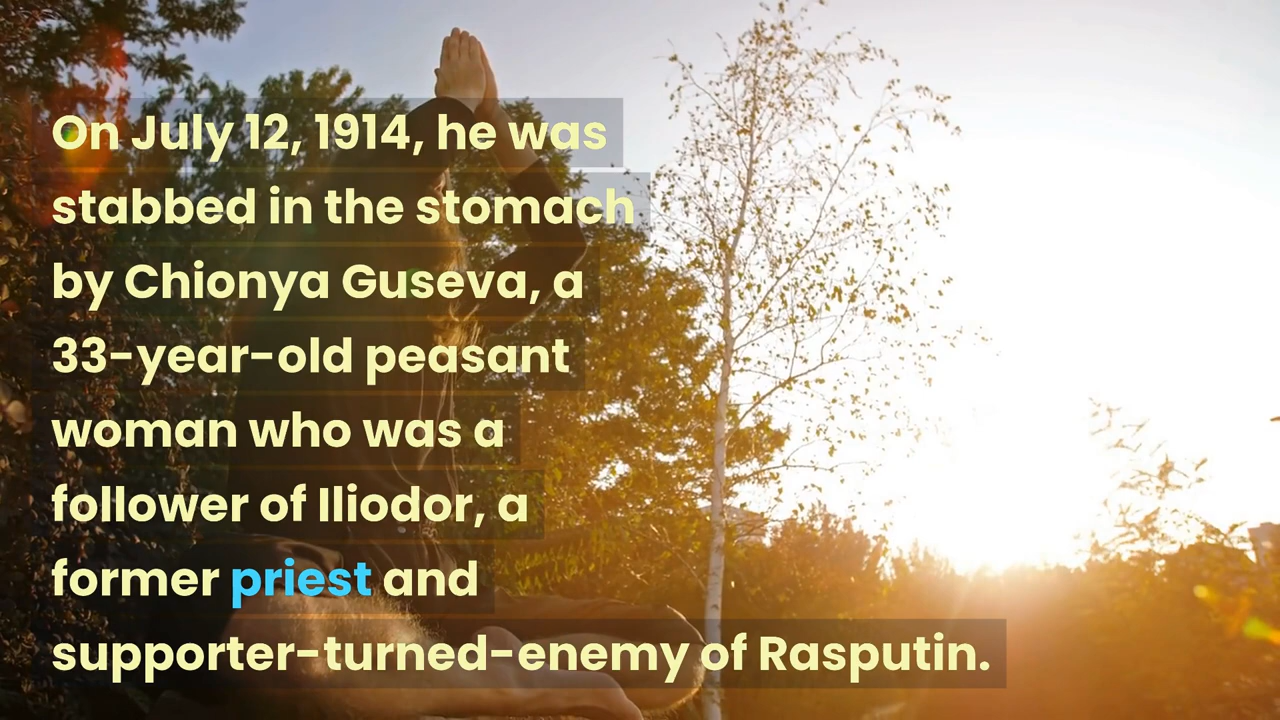 On July 12, 1914, he was
stabbed in the stomach
by Chionya Guseva, a
33-year-old peasant
woman who was a
follower of Iliodor, a
former priest and
supporter-turned-enemy of Rasputin.